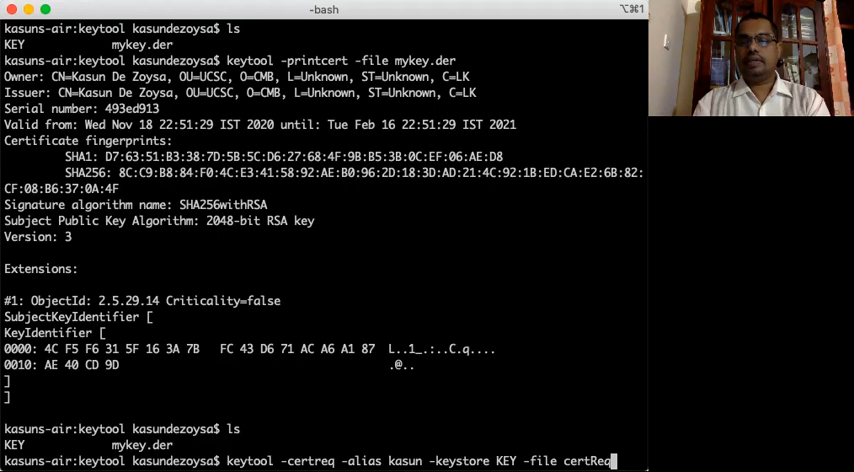 -bash
⌥⌘1
kasuns-air:keytool kasundezoysa$ ls
KEY mykey.der
kasuns-air:keytool kasundezoysa$ keytool -printcert -file mykey.der
Owner: CN=Kasun De Zoysa, OU=UCSC, O=CMB, L=Unknown, ST=Unknown, C=LK
Issuer: CN=Kasun De Zoysa, OU=UCSC, O=CMB, L=Unknown, ST=Unknown, C=LK
Serial number: 493ed913
Valid from: Wed Nov 18 22:51:29 IST 2020 until: Tue Feb 16 22:51:29 IST 2021
Certificate fingerprints:
SHA1: D7:63:51:B3:38:7D:5B:5C:D6:27:68:4F:9B:B5:3B:0C:EF:06:AE:D8
SHA256: 8C:C9:B8:84:F0:4C:E3:41:58:92:AE:B0:96:2D:18:3D:AD:21:4C:92:1B:ED:CA:E2:6B:82:
CF:08:B6:37:0A:4F
Signature algorithm name: SHA256withRSA
Subject Public Key Algorithm: 2048-bit RSA key
Version: 3
Extensions:
#1: ObjectId: 2.5.29.14 Criticality=false
SubjectKeyIdentifier [
KeyIdentifier [
0000: 4C F5 F6 31 5F 16 3A 7B FC 43 D6 71 AC A6 A1 87 L..1_.:..C.q....
0010: AE 40 CD 9D .@..
]
]
kasuns-air:keytool kasundezoysa$ ls
KEY mykey.der
kasuns-air:keytool kasundezoysa$ keytool -certreq -alias kasun -keystore KEY -file certReq